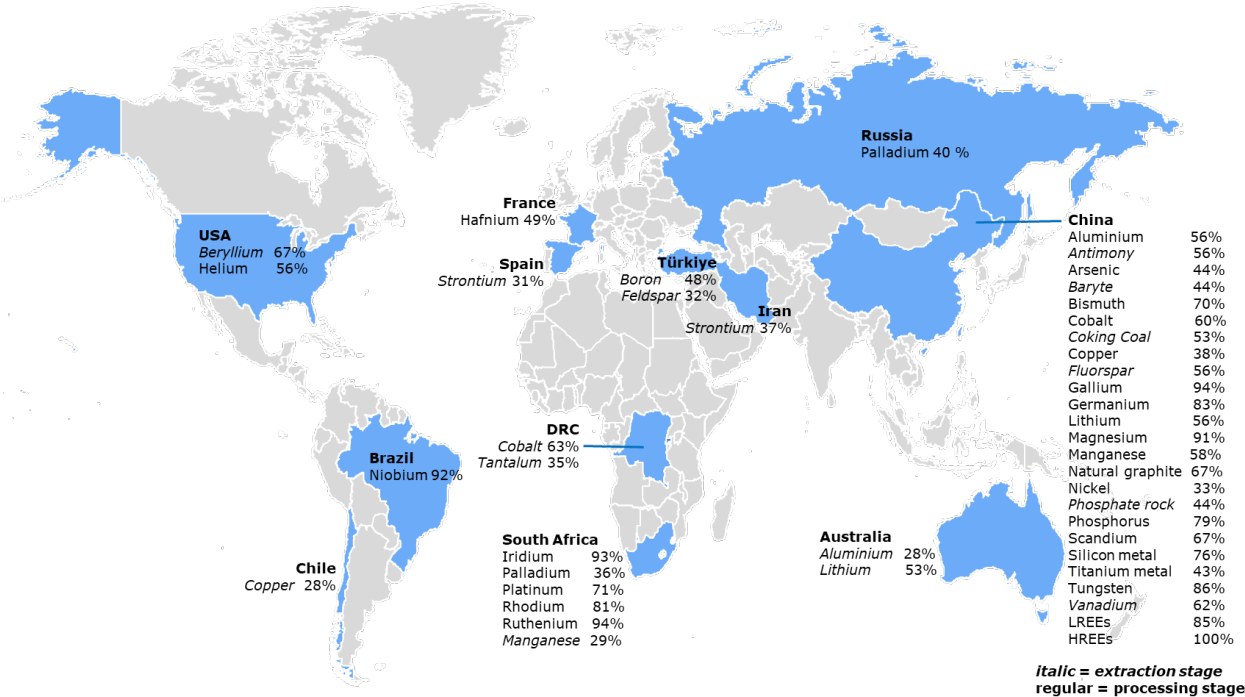 Russia
Palladium 40 %
France
Hafnium 49%
USA
Beryllium 67%
Helium 56%
Spain
Strontium 31%
Türkiye
Boron 48%
Feldspar 32%
Iran
Strontium 37%
China
Aluminium 56%
Antimony 56%
Arsenic 44%
Baryte 44%
Bismuth 70%
Cobalt 60%
Coking Coal 53%
Copper 38%
Fluorspar 56%
Gallium 94%
Germanium 83%
Lithium 56%
Magnesium 91%
Manganese 58%
Natural graphite 67%
Nickel 33%
Phosphate rock 44%
Phosphorus 79%
Scandium 67%
Silicon metal 76%
Titanium metal 43%
Tungsten 86%
Vanadium 62%
LREEs 85%
HREEs 100%
DRC
Cobalt 63%
Tantalum 35%
Brazil
Niobium 92%
South Africa
Iridium 93%
Palladium 36%
Platinum 71%
Rhodium 81%
Ruthenium 94%
Manganese 29%
Australia
Aluminium 28%
Lithium 53%
Chile
Copper 28%
italic = extraction stage
regular = processing stage